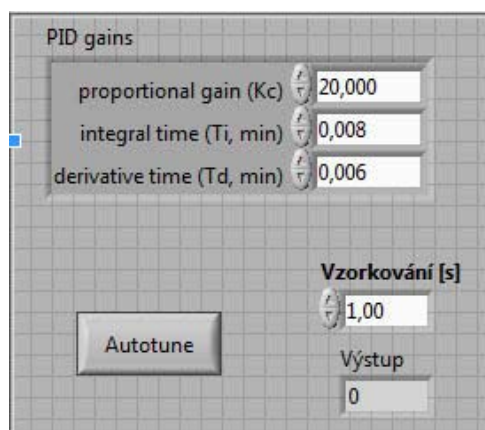 PID gains
proportional gain (Kc) 20,000
integral time (Ti, min) 0,008
derivative time (Td, min) 0,006
Vzorkování [s]
1,00
Autotune
Výstup
0